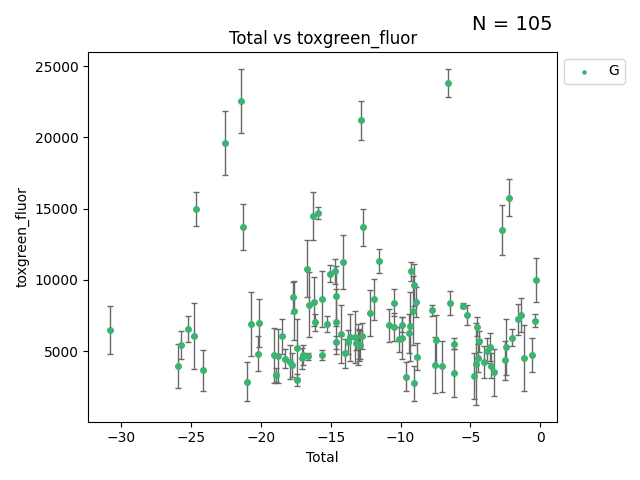 N = 105
Total vs toxgreen_fluor
G
25000
20000
15000
10000
5000
toxgreen_fluor
−30 −25 −20 −15 −10 −5 0
Total